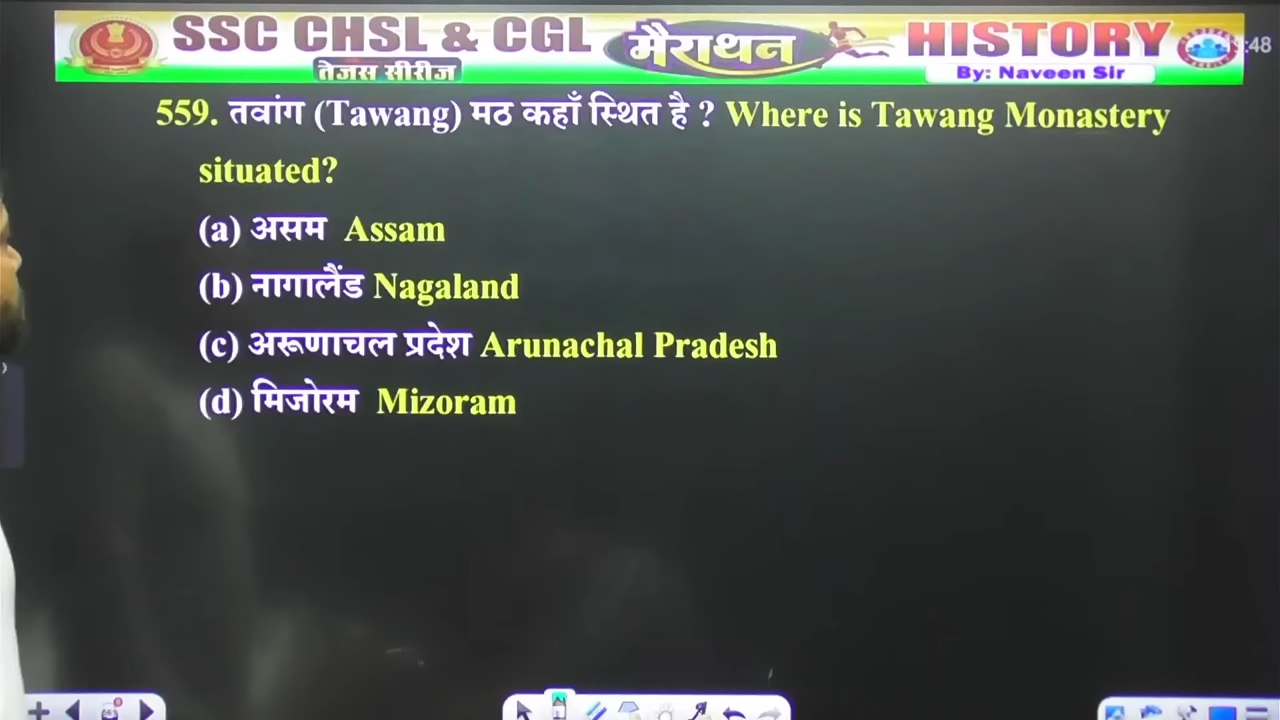 SSC CHSL & CGL
तेजस सीरीज
मैराथन
HISTORY
By: Naveen Sir
:48
559. तवांग (Tawang) मठ कहाँ स्थित है ? Where is Tawang Monastery
situated?
(a) असम Assam
(b) नागालैंड Nagaland
(c) अरूणाचल प्रदेश Arunachal Pradesh
(d) मिजोरम Mizoram